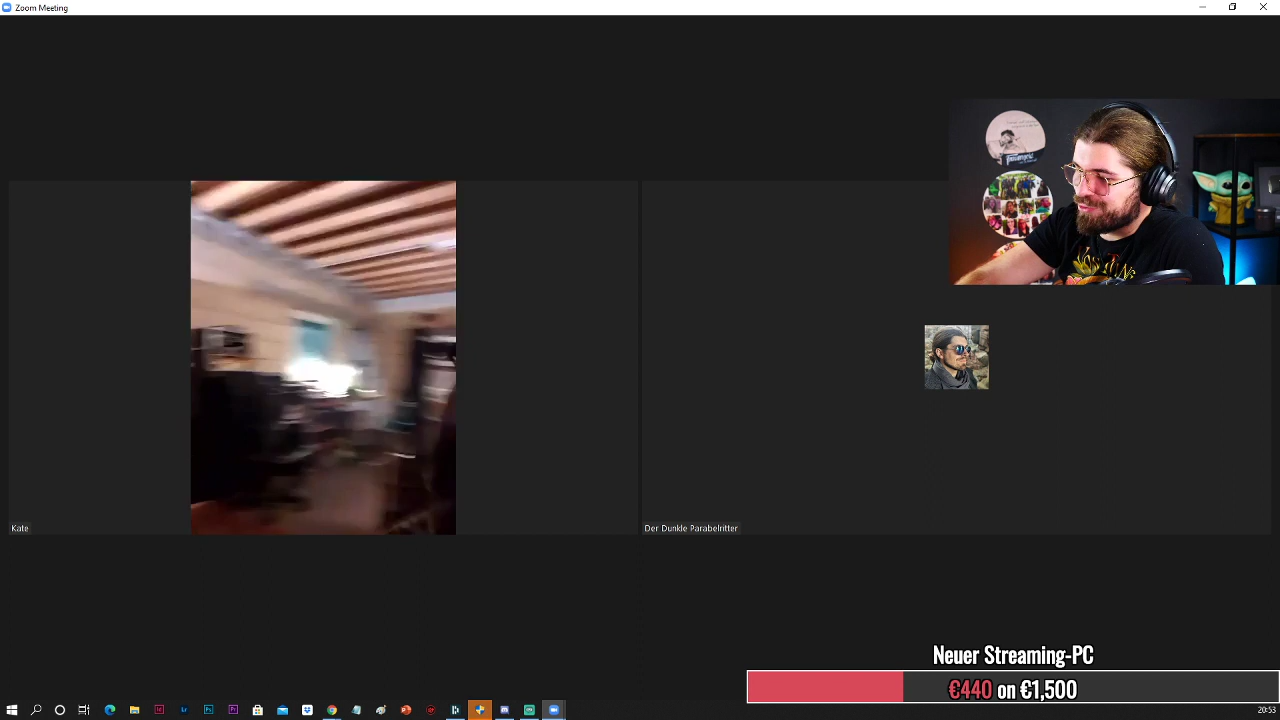 Zoom Meeting
Kate
Der Dunkle Parabelritter
Neuer Streaming-PC
€440 on €1,500
20:53